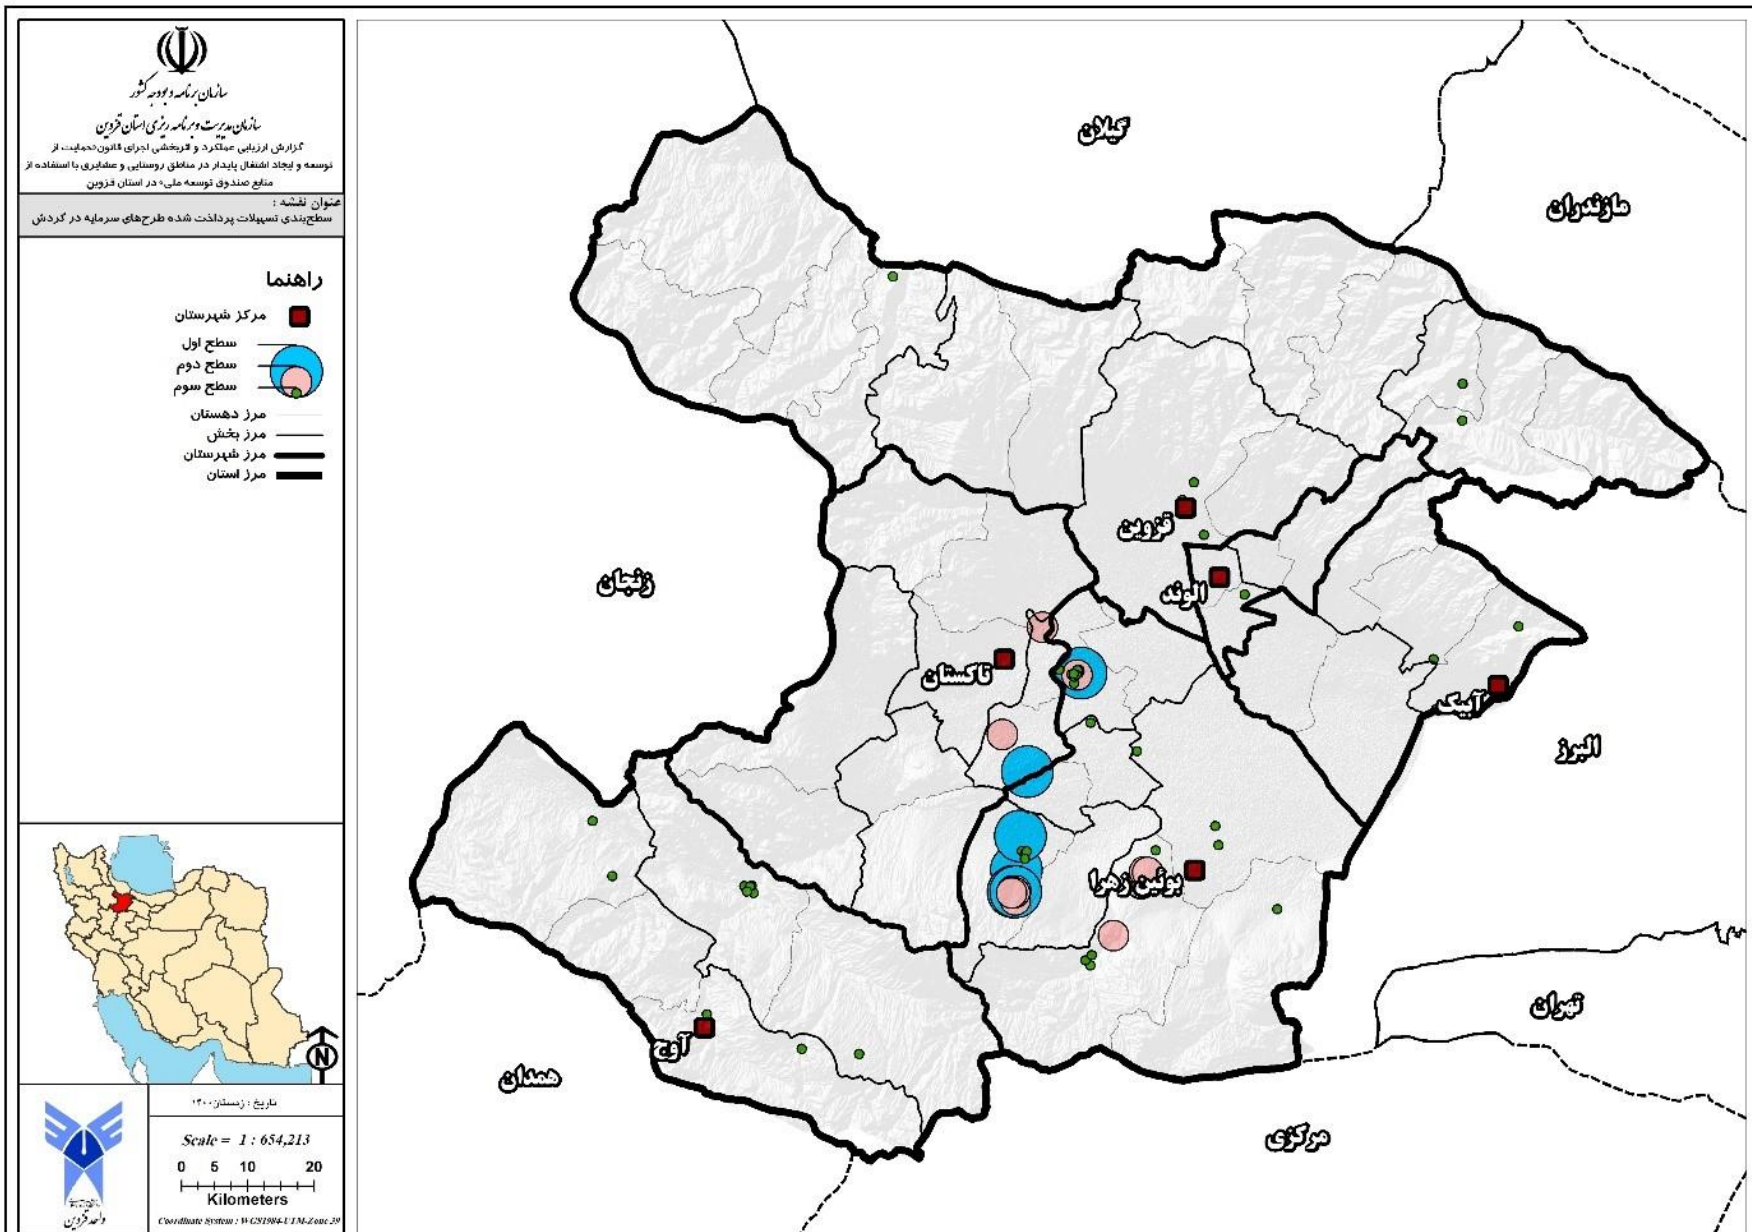 سازمان برنامه و بودجه کشور
سازمان مدیریت و برنامه ریزی استان قزوین
گزارش ارزیابی عملکرد و اثربخشی اجرای قانون «حمایت از
توسعه و ایجاد اشتغال پایدار در مناطق روستایی و عشایری با استفاده از
منابع صندوق توسعه ملی» در استان قزوین
عنوان نقشه :
سطح‌بندی تسهیلات پرداخت شده طرح‌های سرمایه در گردش
راهنما
مرکز شهرستان
سطح اول
سطح دوم
سطح سوم
مرز دهستان
مرز بخش
مرز شهرستان
مرز استان
N
تاریخ : زمستان ۱۴۰۰
Scale = 1 : 654,213
0 5 10 20
Kilometers
Coordinate System : WGS1984-UTM-Zone 39
واحد قزوین
گیلان
مازندران
زنجان
قزوین
الوند
تاکستان
آبیک
البرز
بوئین زهرا
تهران
آوج
همدان
مرکزی